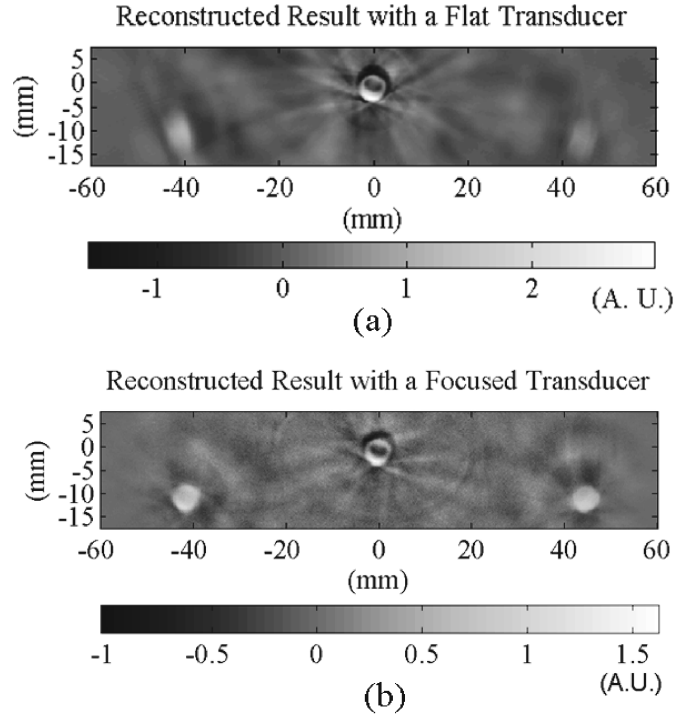 Reconstructed Result with a Flat Transducer
5
0
-5
-10
-15
(mm)
-60 -40 -20 0 20 40 60
(mm)
-1 0 1 2
(A. U.)
(a)
Reconstructed Result with a Focused Transducer
5
0
-5
-10
-15
(mm)
-60 -40 -20 0 20 40 60
(mm)
-1 -0.5 0 0.5 1 1.5
(A.U.)
(b)